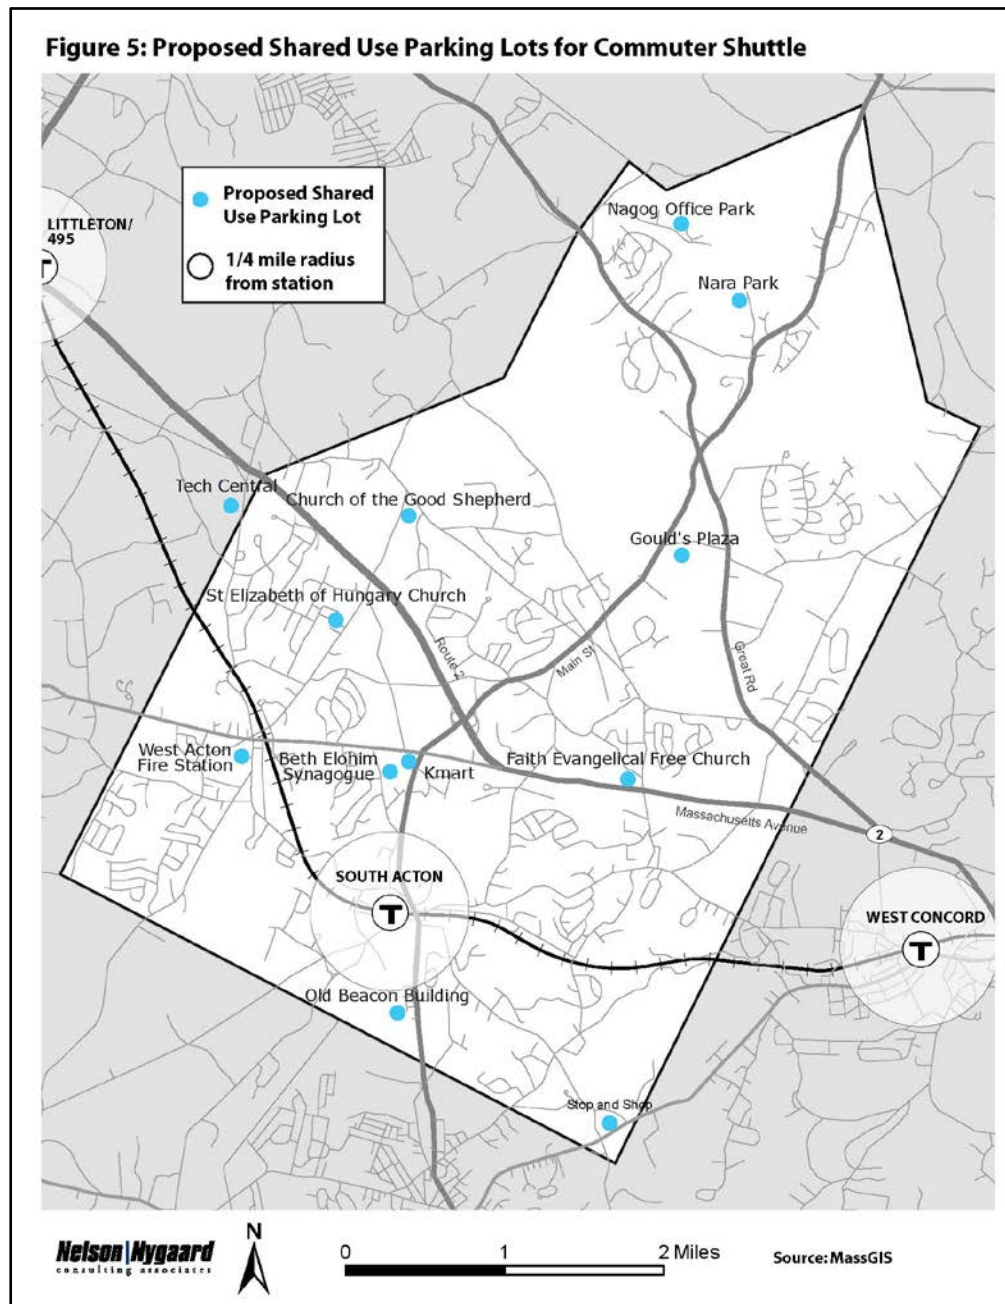 Figure 5: Proposed Shared Use Parking Lots for Commuter Shuttle
Proposed Shared
Use Parking Lot
1/4 mile radius
from station
LITTLETON/
495
T
Nagog Office Park
Nara Park
Tech Central
Church of the Good Shepherd
Gould's Plaza
St Elizabeth of Hungary Church
Route 2
Main St
Great Rd
West Acton
Fire Station
Beth Elohim
Synagogue
Kmart
Faith Evangelical Free Church
Massachusetts Avenue
2
SOUTH ACTON
T
WEST CONCORD
T
Old Beacon Building
Stop and Shop
Nelson|Nygaard
consulting associates
N
0 1 2 Miles
Source: MassGIS